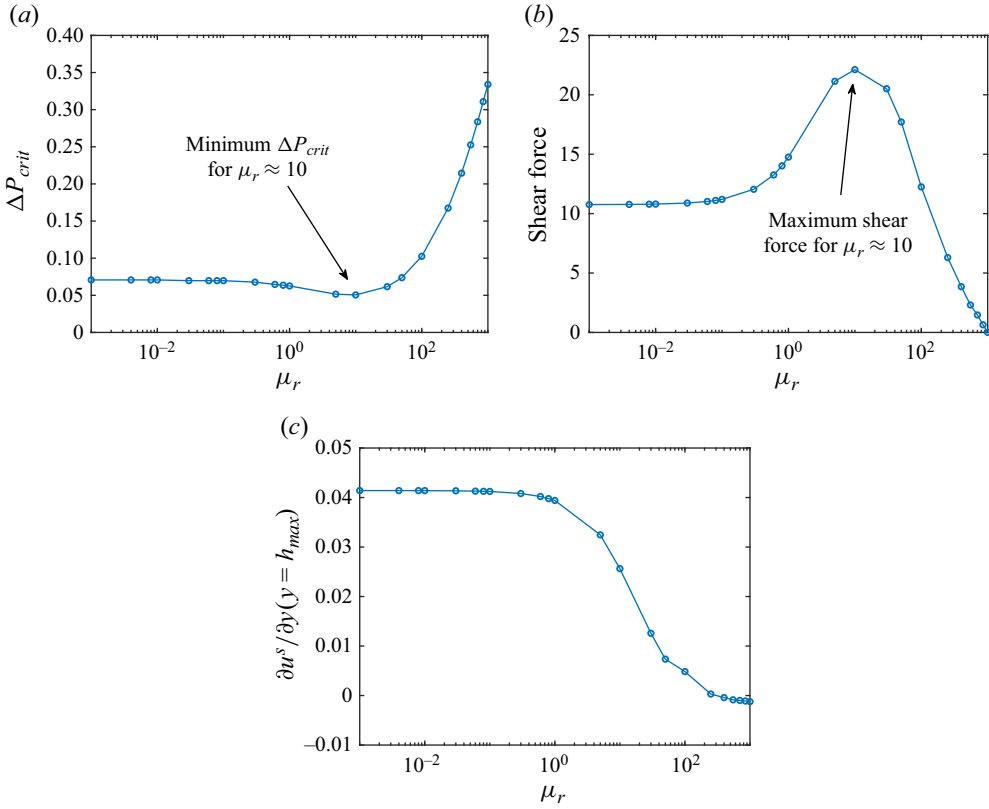 (a)
0.40
0.35
0.30
0.25
0.20
0.15
0.10
0.05
0
ΔP_crit
Minimum ΔP_crit
for μ_r ≈ 10
10^−2
10^0
10^2
μ_r
(b)
25
20
15
10
5
0
Shear force
Maximum shear
force for μ_r ≈ 10
10^−2
10^0
10^2
μ_r
(c)
0.05
0.04
0.03
0.02
0.01
0
−0.01
∂u^s/∂y(y = h_max)
10^−2
10^0
10^2
μ_r